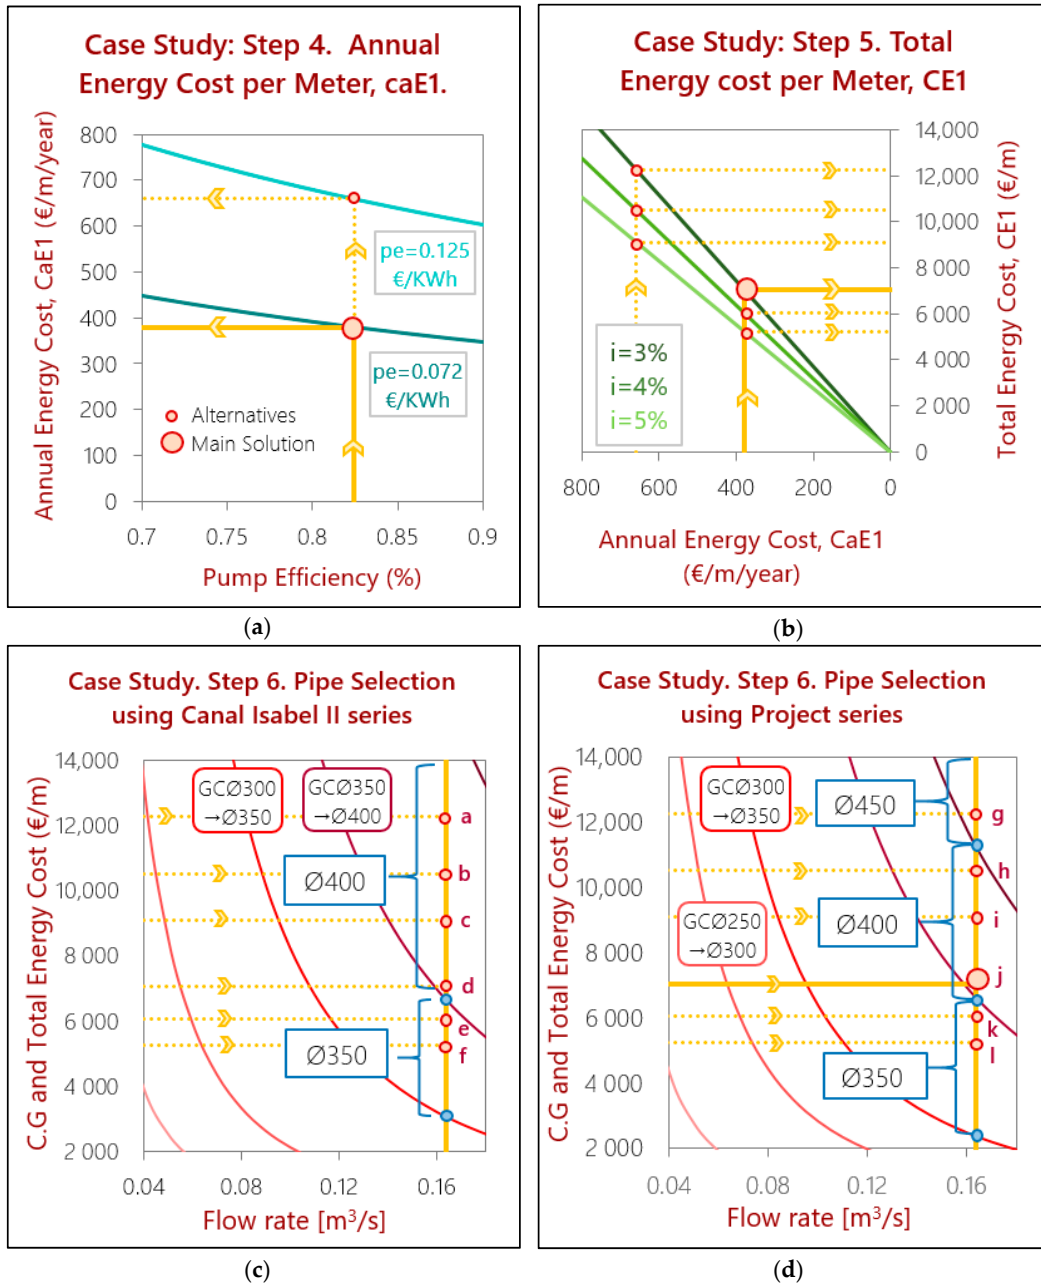 Case Study: Step 4. Annual
Energy Cost per Meter, caE1.
Annual Energy Cost, CaE1 (€/m/year)
800
700
600
500
400
300
200
100
0
pe=0.125
€/KWh
pe=0.072
€/KWh
Alternatives
Main Solution
0.7
0.75
0.8
0.85
0.9
Pump Efficiency (%)
(a)
Case Study: Step 5. Total
Energy cost per Meter, CE1
14,000
12,000
10,000
8 000
6 000
4 000
2 000
0
Total Energy Cost, CE1 (€/m)
i=3%
i=4%
i=5%
800
600
400
200
0
Annual Energy Cost, CaE1
(€/m/year)
(b)
Case Study. Step 6. Pipe Selection
using Canal Isabel II series
C.G and Total Energy Cost (€/m)
14,000
12,000
10,000
8 000
6 000
4 000
2 000
GCØ300
→Ø350
GCØ350
→Ø400
Ø400
Ø350
a
b
c
d
e
f
0.04
0.08
0.12
0.16
Flow rate [m³/s]
(c)
Case Study. Step 6. Pipe Selection
using Project series
C.G and Total Energy Cost (€/m)
14,000
12,000
10,000
8 000
6 000
4 000
2 000
GCØ300
→Ø350
GCØ250
→Ø300
Ø450
Ø400
Ø350
g
h
i
j
k
l
0.04
0.08
0.12
0.16
Flow rate [m³/s]
(d)